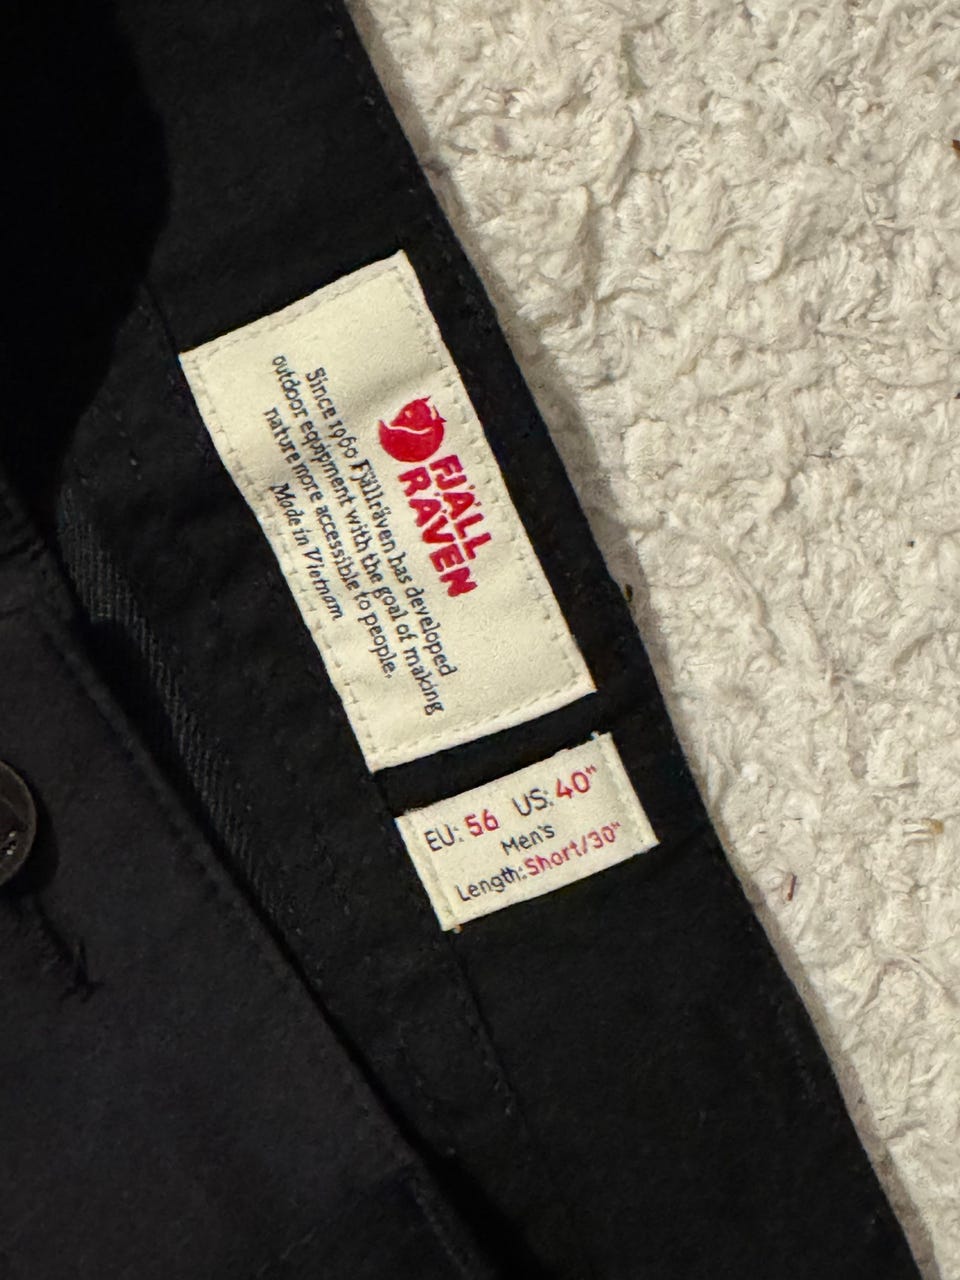 FJÄLL
RÄVEN
Since 1960 Fjällräven has developed
outdoor equipment with the goal of making
nature more accessible to people.
Made in Vietnam
EU: 56 US: 40"
Men's
Length: Short/30"